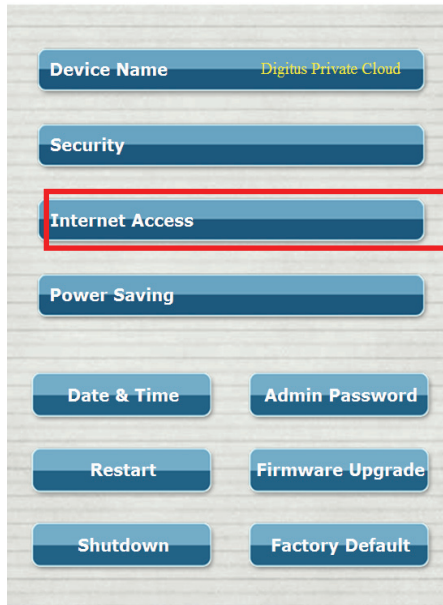 Device Name Digitus Private Cloud
Security
Internet Access
Power Saving
Date & Time Admin Password
Restart Firmware Upgrade
Shutdown Factory Default